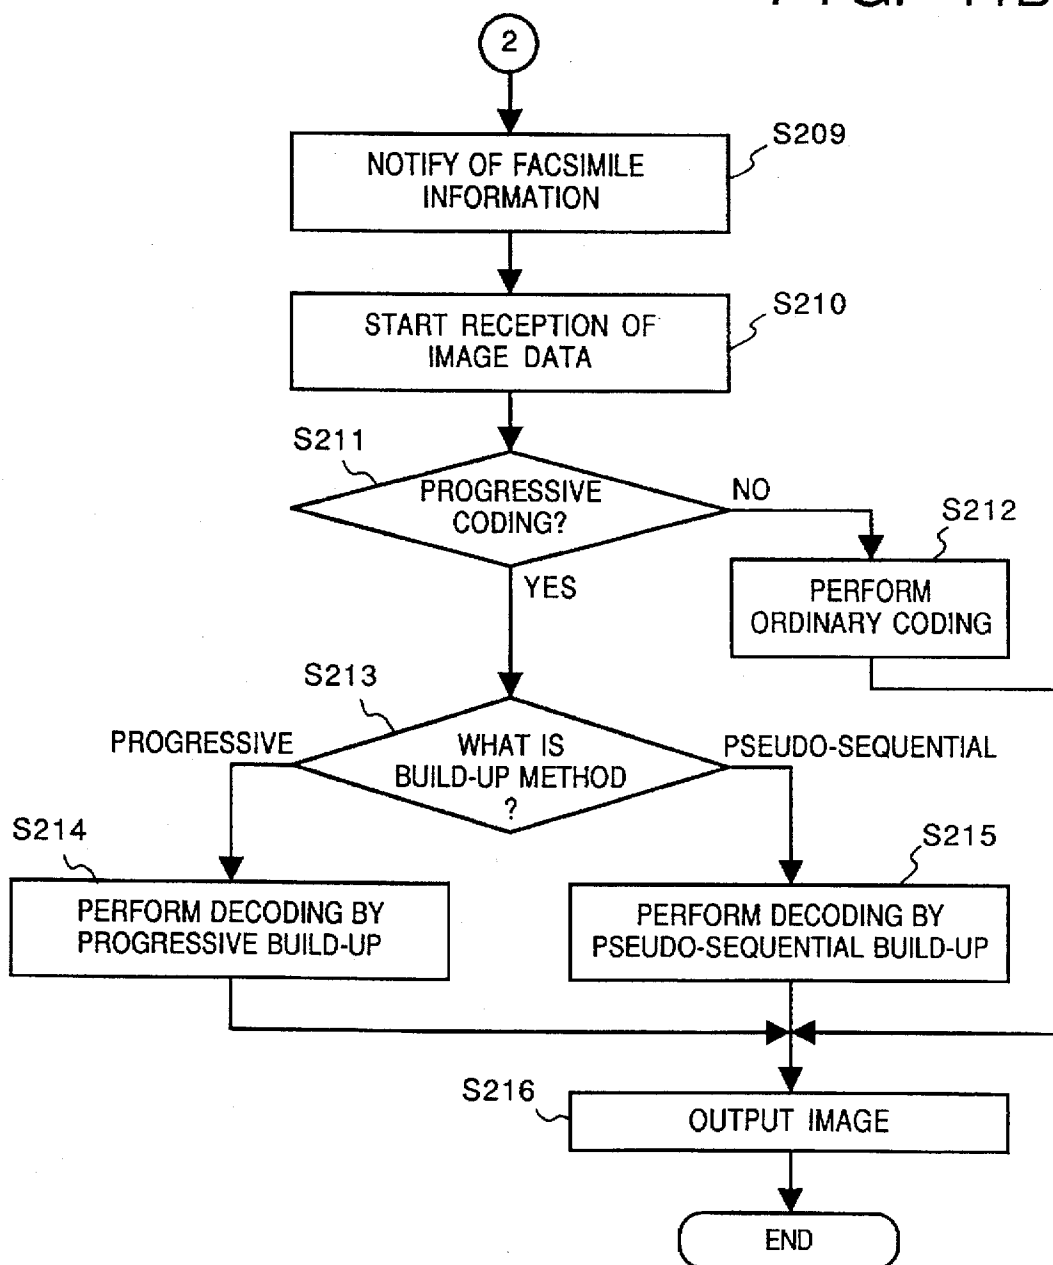 2
S209
NOTIFY OF FACSIMILE
INFORMATION
S210
START RECEPTION OF
IMAGE DATA
S211
PROGRESSIVE
CODING?
NO
YES
S212
PERFORM
ORDINARY CODING
S213
WHAT IS
BUILD-UP METHOD
?
PROGRESSIVE
PSEUDO-SEQUENTIAL
S214
PERFORM DECODING BY
PROGRESSIVE BUILD-UP
S215
PERFORM DECODING BY
PSEUDO-SEQUENTIAL BUILD-UP
S216
OUTPUT IMAGE
END